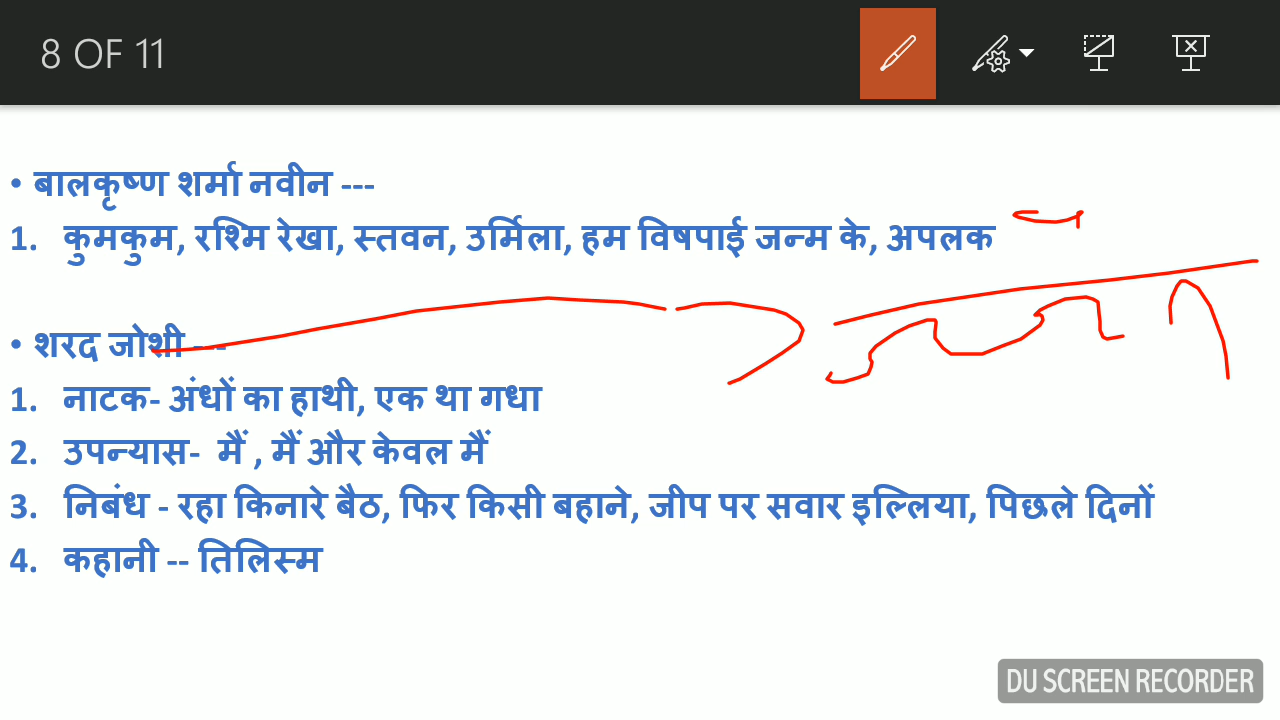 8 OF 11
• बालकृष्ण शर्मा नवीन ---
1. कुमकुम, रश्मि रेखा, स्तवन, उर्मिला, हम विषपाई जन्म के, अपलक
• शरद जोशी ---
1. नाटक- अंधों का हाथी, एक था गधा
2. उपन्यास- मैं , मैं और केवल मैं
3. निबंध - रहा किनारे बैठ, फिर किसी बहाने, जीप पर सवार इल्लिया, पिछले दिनों
4. कहानी -- तिलिस्म
DU SCREEN RECORDER